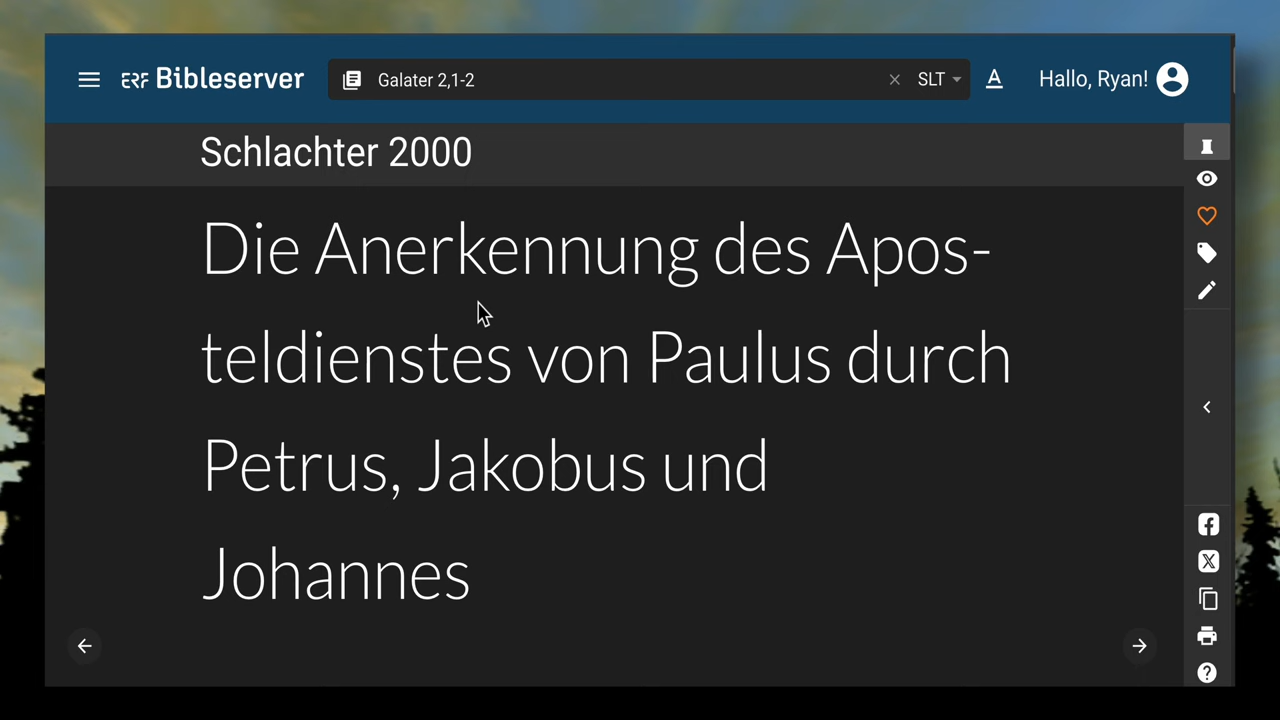 ERF Bibleserver
Galater 2,1-2
SLT
A
Hallo, Ryan!
Schlachter 2000
Die Anerkennung des Apos-
teldienstes von Paulus durch
Petrus, Jakobus und
Johannes